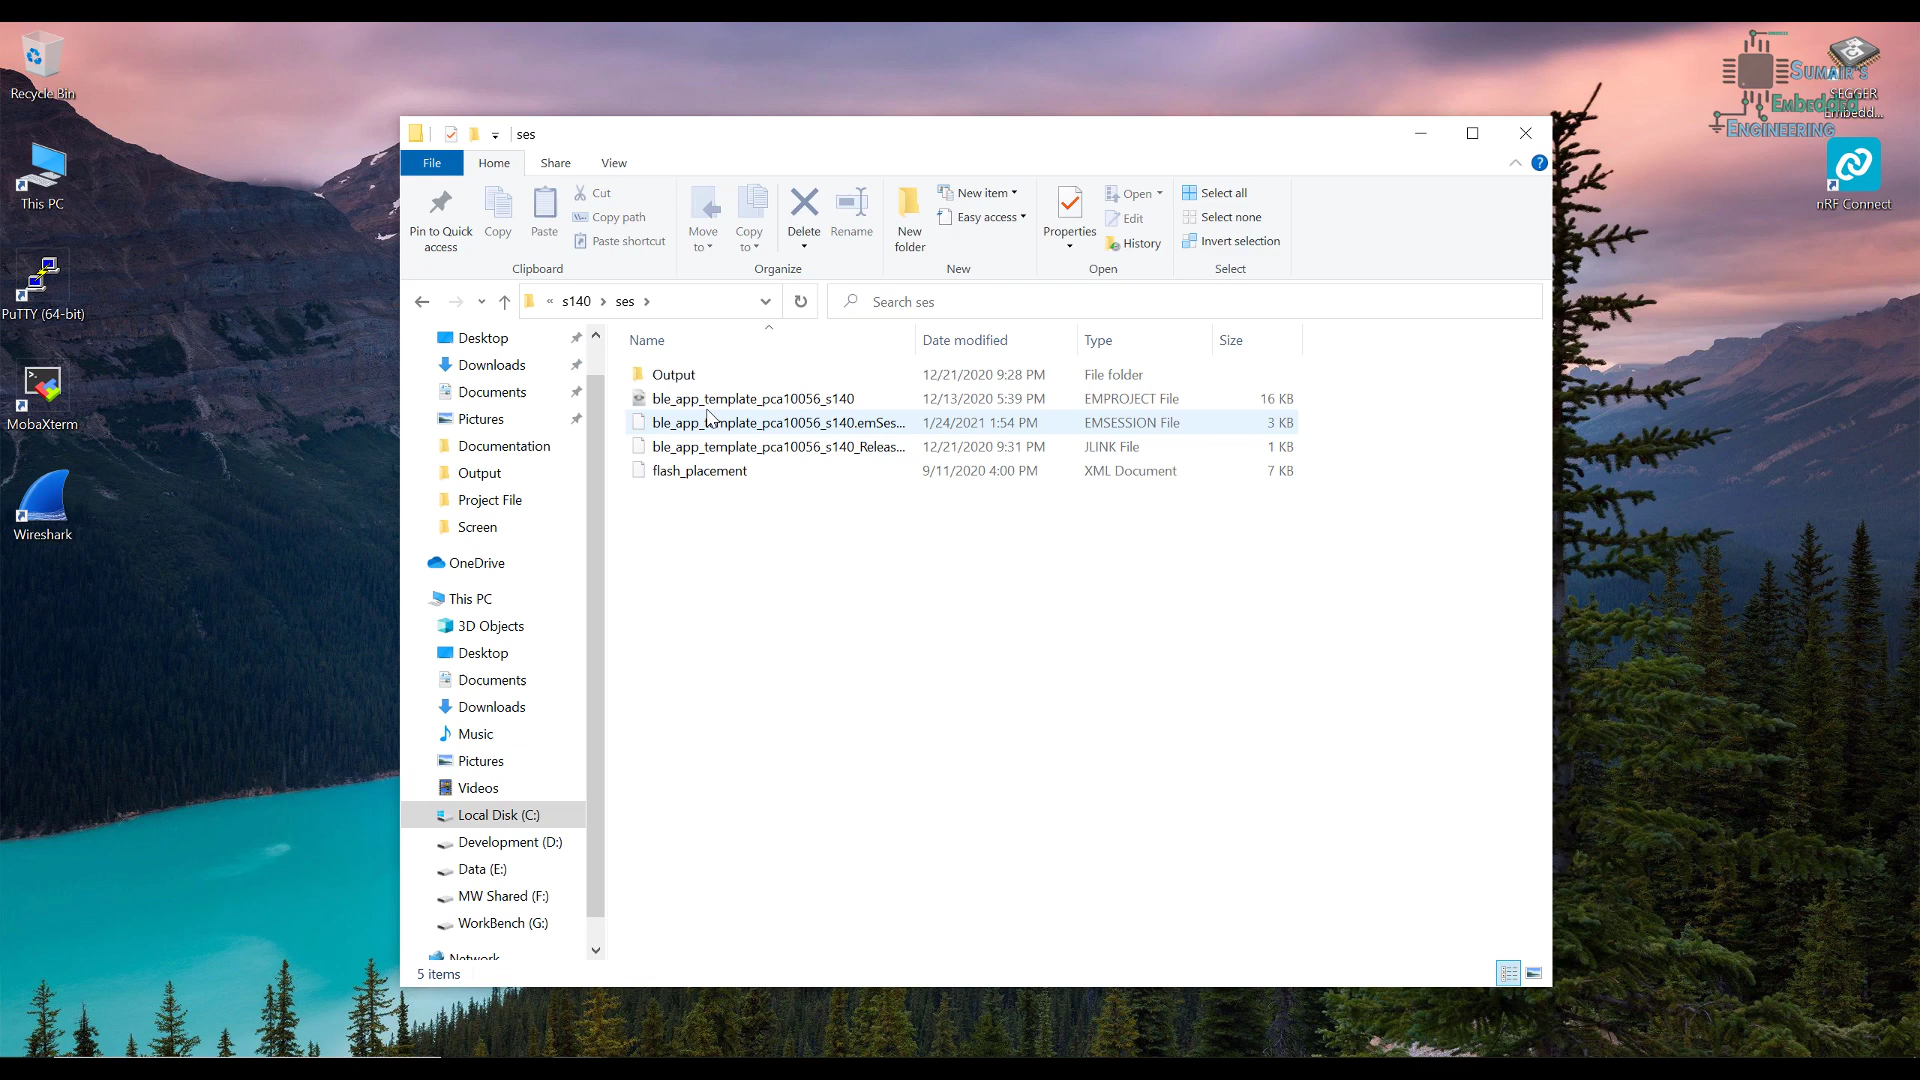 Recycle Bin
This PC
PuTTY (64-bit)
MobaXterm
Wireshark
SUMAIR'S
Embedded
ENGINEERING
SEGGER
Embedd...
nRF Connect
ses
File Home Share View
Pin to Quick access
Copy
Paste
Cut
Copy path
Paste shortcut
Clipboard
Move to
Copy to
Delete
Rename
Organize
New folder
New item
Easy access
New
Properties
Open
Edit
History
Open
Select all
Select none
Invert selection
Select
« s140 > ses >
Search ses
Desktop
Downloads
Documents
Pictures
Documentation
Output
Project File
Screen
OneDrive
This PC
3D Objects
Desktop
Documents
Downloads
Music
Pictures
Videos
Local Disk (C:)
Development (D:)
Data (E:)
MW Shared (F:)
WorkBench (G:)
Network
Name Date modified Type Size
Output 12/21/2020 9:28 PM File folder
ble_app_template_pca10056_s140 12/13/2020 5:39 PM EMPROJECT File 16 KB
ble_app_template_pca10056_s140.emSes... 1/24/2021 1:54 PM EMSESSION File 3 KB
ble_app_template_pca10056_s140_Releas... 12/21/2020 9:31 PM JLINK File 1 KB
flash_placement 9/11/2020 4:00 PM XML Document 7 KB
5 items